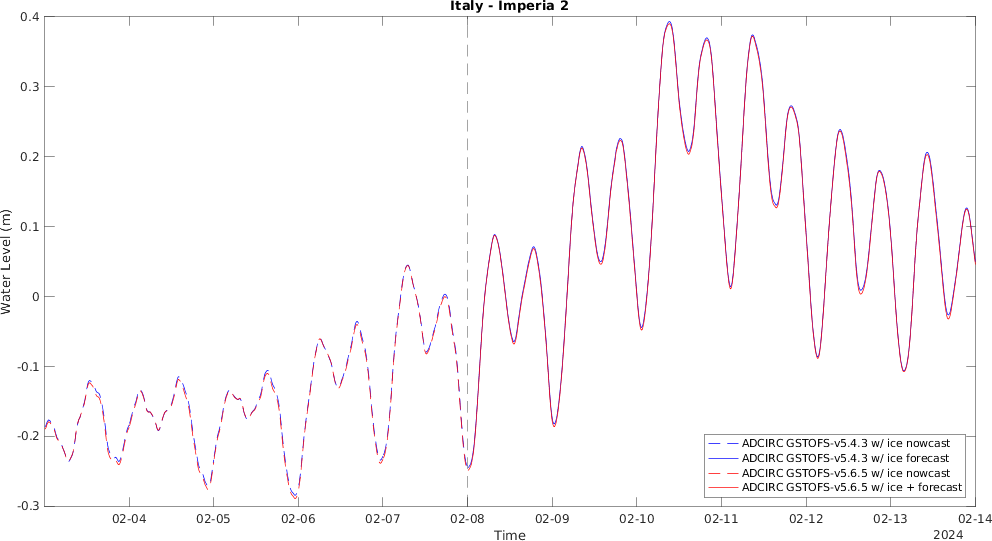 Italy - Imperia 2
0.4
0.3
0.2
0.1
0
-0.1
-0.2
-0.3
Water Level (m)
ADCIRC GSTOFS-v5.4.3 w/ ice nowcast
ADCIRC GSTOFS-v5.4.3 w/ ice forecast
ADCIRC GSTOFS-v5.6.5 w/ ice nowcast
ADCIRC GSTOFS-v5.6.5 w/ ice + forecast
02-04 02-05 02-06 02-07 02-08 02-09 02-10 02-11 02-12 02-13 02-14
Time
2024